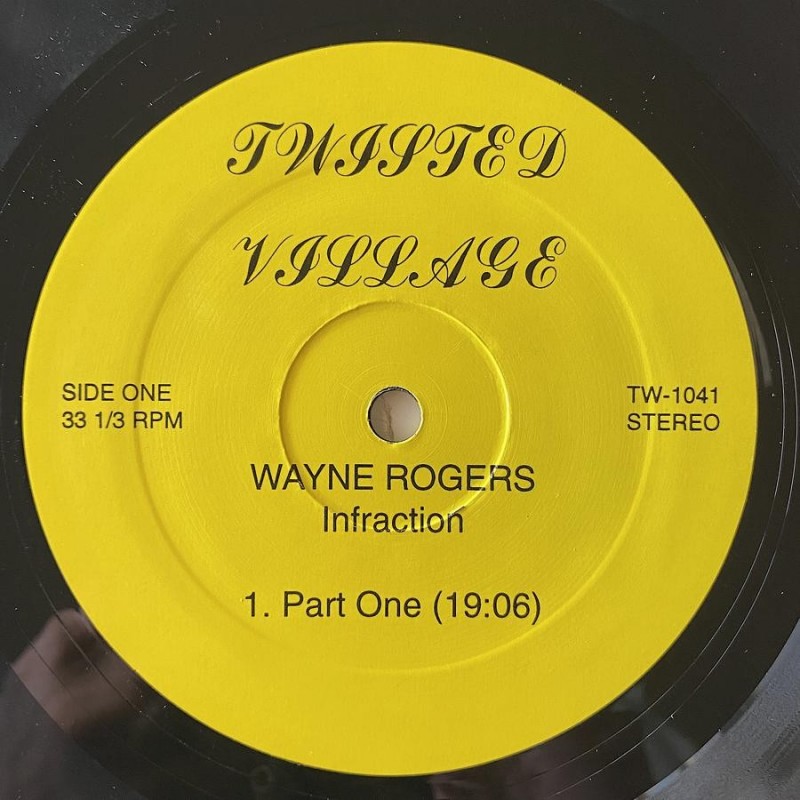 TWISTED
VILLAGE
SIDE ONE
33 1/3 RPM
TW-1041
STEREO
WAYNE ROGERS
Infraction
1. Part One (19:06)